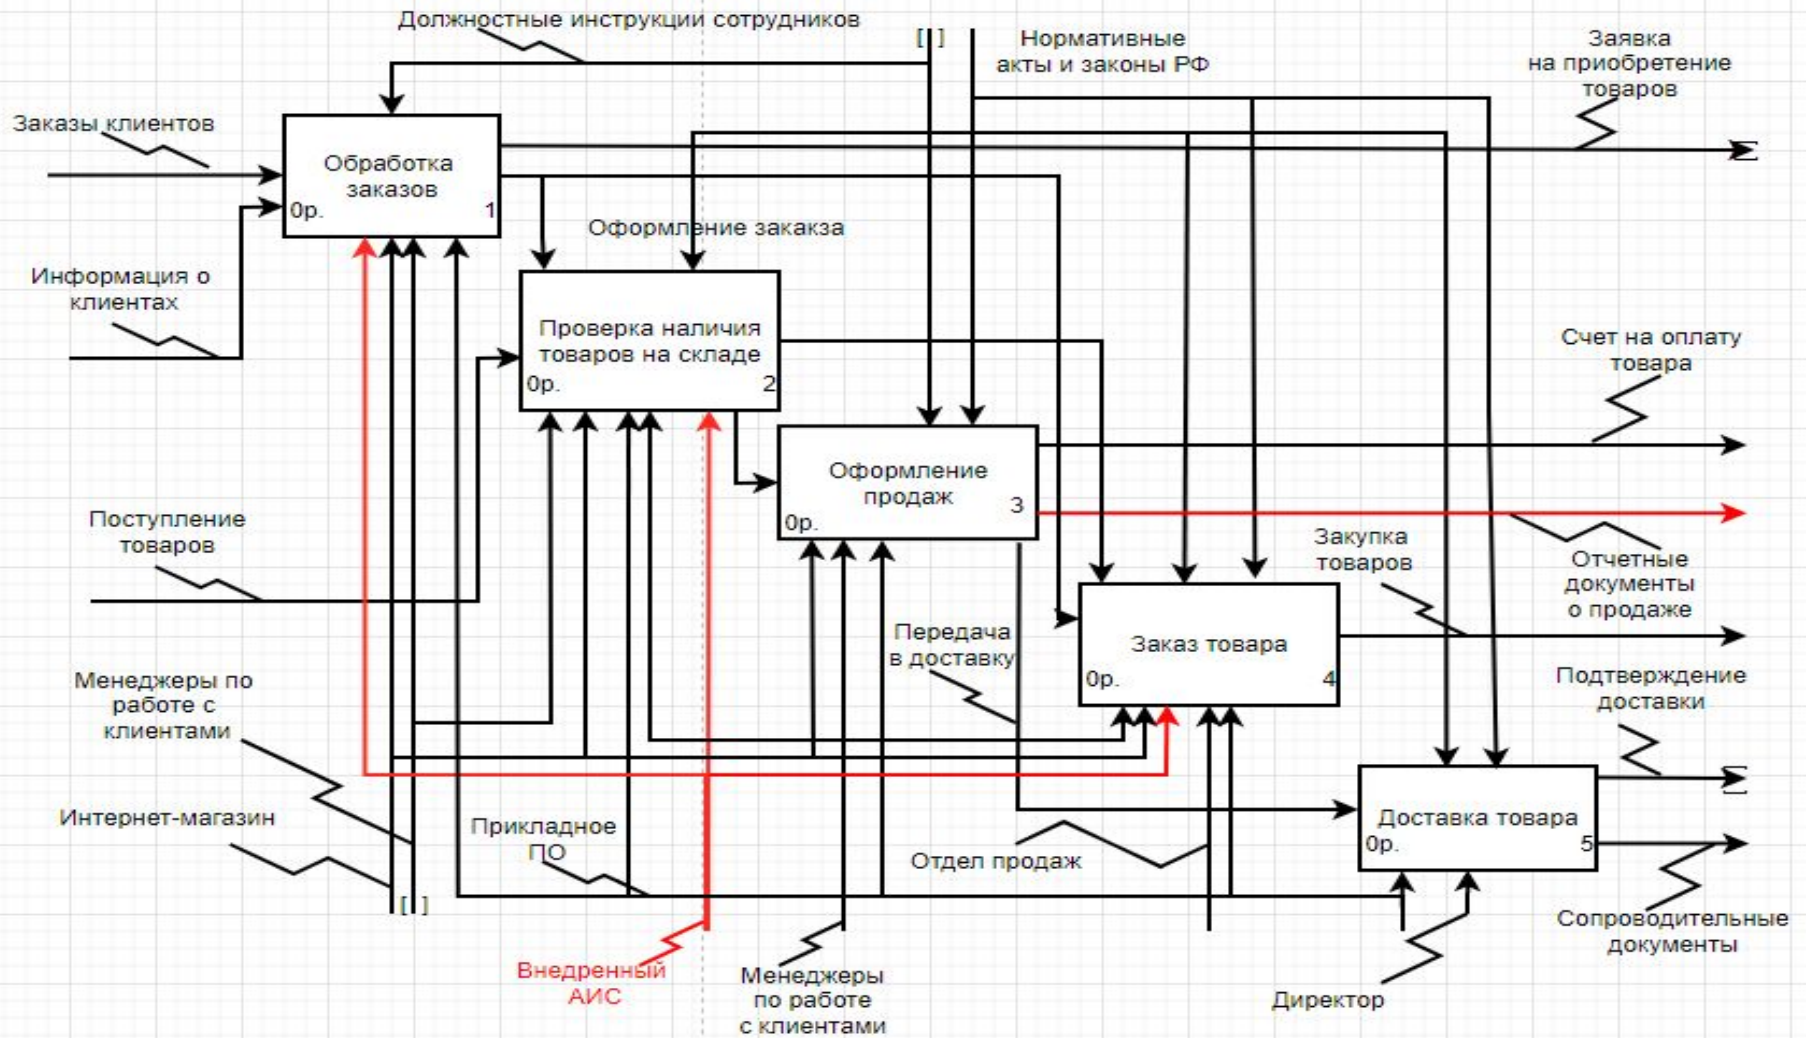 Должностные инструкции сотрудников
[ ]
Нормативные
акты и законы РФ
Заявка
на приобретение
товаров
Заказы клиентов
[ ]
Обработка
заказов
0р.
1
Оформление закакза
Информация о
клиентах
Проверка наличия
товаров на складе
0р.
2
Счет на оплату
товара
Оформление
продаж
3
0р.
Поступление
товаров
Закупка
товаров
Отчетные
документы
о продаже
Передача
в доставку
Заказ товара
0р.
4
Менеджеры по
работе с
клиентами
Подтверждение
доставки
[ ]
Интернет-магазин
Прикладное
ПО
Доставка товара
0р.
5
Отдел продаж
[ ]
Сопроводительные
документы
Внедренный
АИС
Менеджеры
по работе
с клиентами
Директор